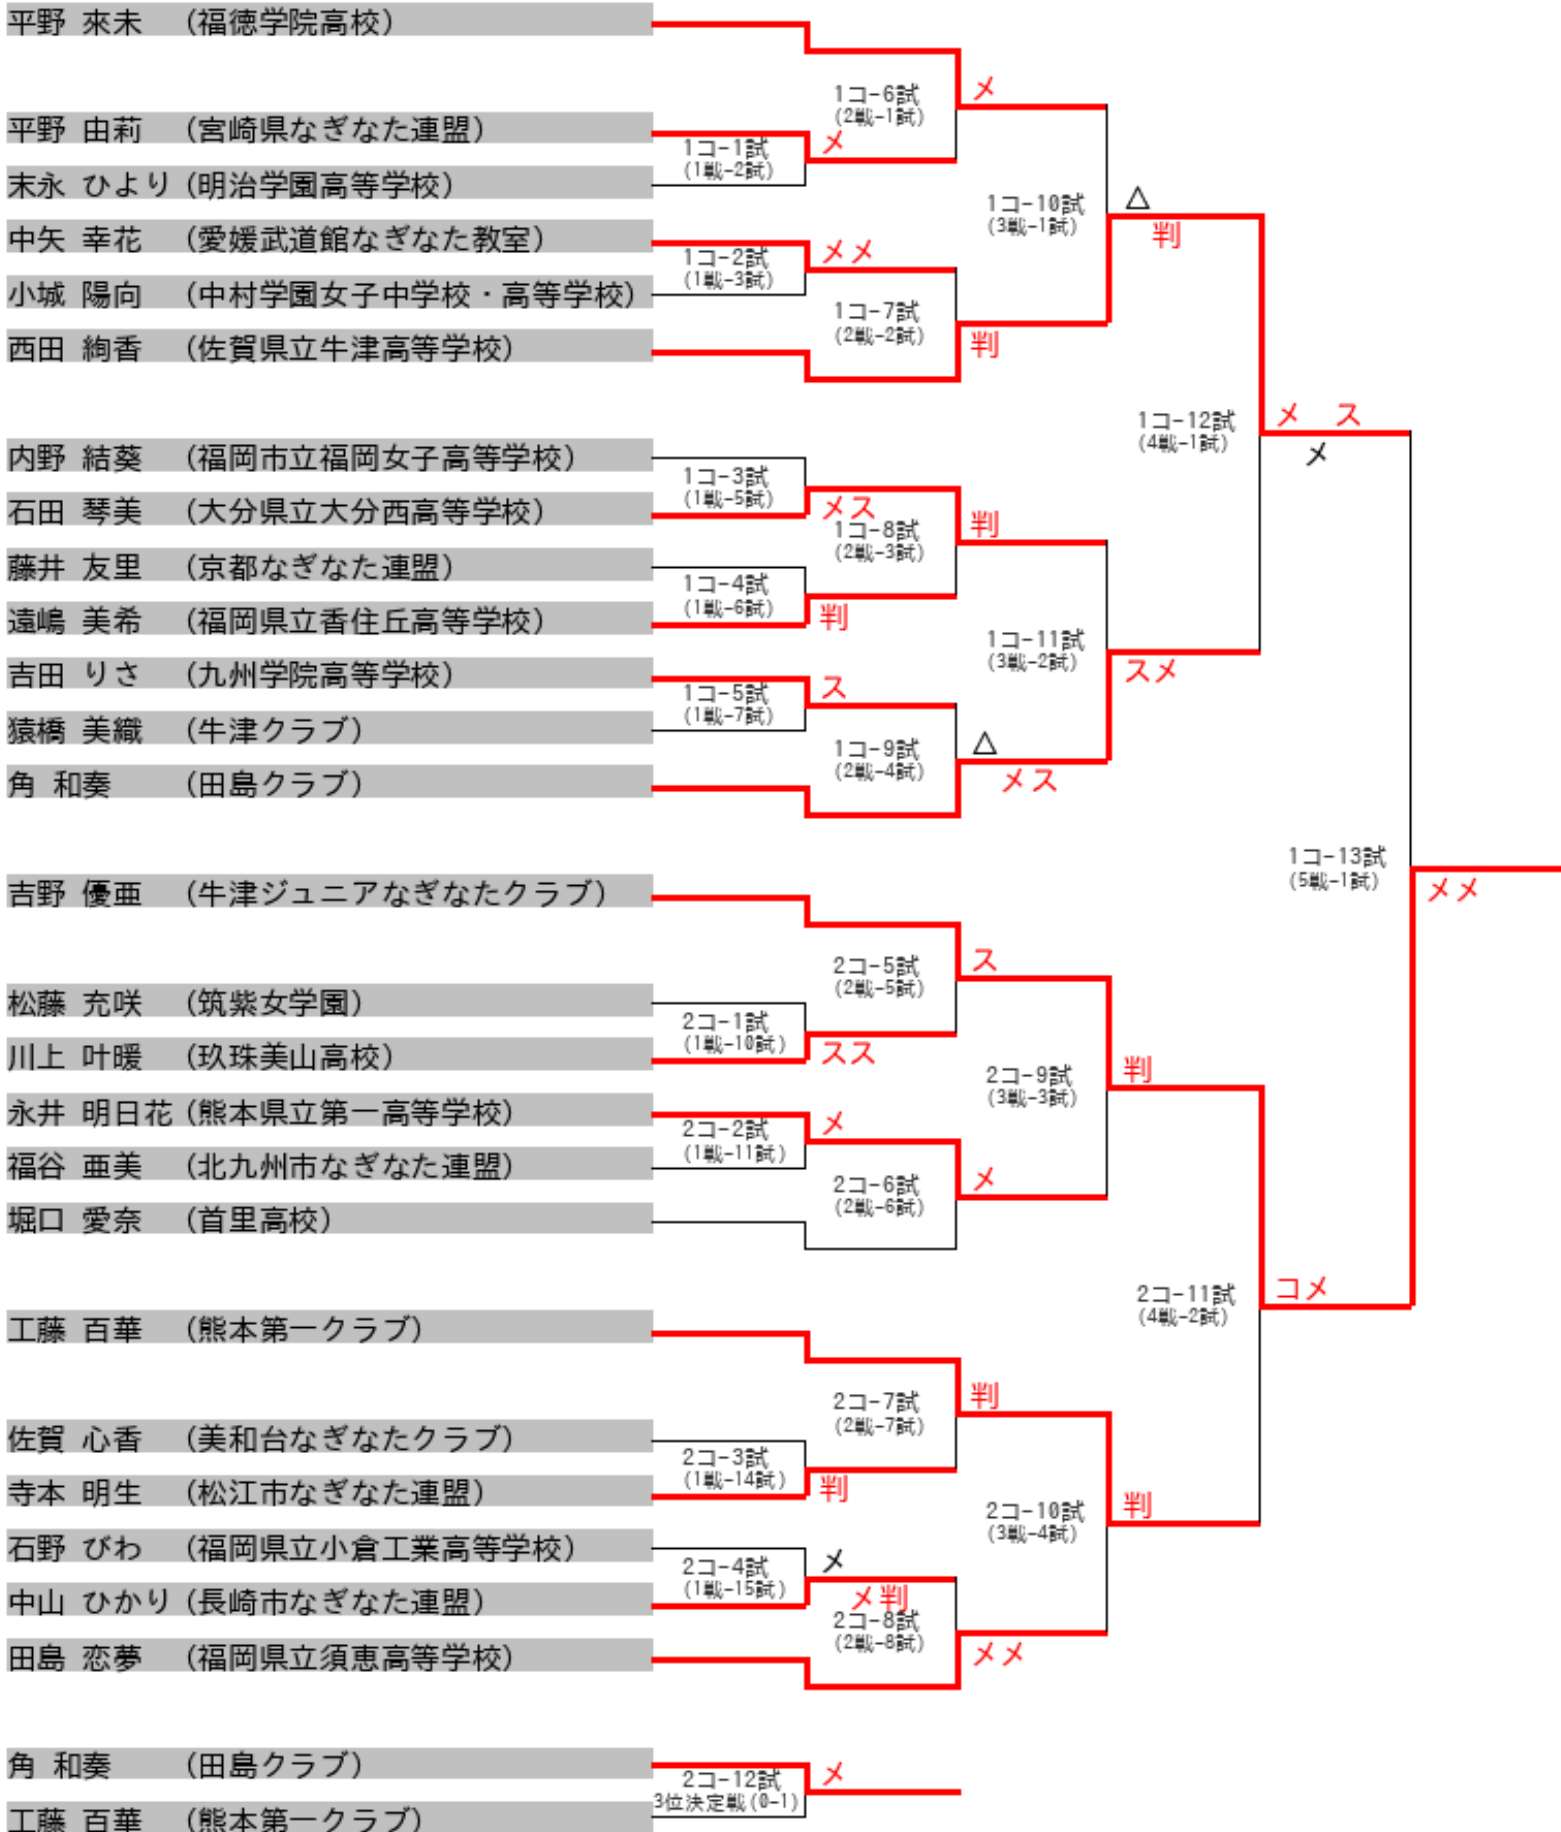 平野 來未 (福徳学院高校)
1コ-6試
(2戦-1試)
メ
平野 由莉 (宮崎県なぎなた連盟)
1コ-1試
(1戦-2試)
メ
末永 ひより (明治学園高等学校)
1コ-10試
(3戦-1試)
△
判
中矢 幸花 (愛媛武道館なぎなた教室)
1コ-2試
(1戦-3試)
メメ
小城 陽向 (中村学園女子中学校・高等学校)
1コ-7試
(2戦-2試)
判
西田 絢香 (佐賀県立牛津高等学校)
1コ-12試
(4戦-1試)
メ ス
メ
内野 結葵 (福岡市立福岡女子高等学校)
1コ-3試
(1戦-5試)
メス
石田 琴美 (大分県立大分西高等学校)
1コ-8試
(2戦-3試)
判
藤井 友里 (京都なぎなた連盟)
1コ-4試
(1戦-6試)
判
遠嶋 美希 (福岡県立香住丘高等学校)
1コ-11試
(3戦-2試)
スメ
吉田 りさ (九州学院高等学校)
1コ-5試
(1戦-7試)
ス
猿橋 美織 (牛津クラブ)
1コ-9試
(2戦-4試)
△
メス
角 和奏 (田島クラブ)
1コ-13試
(5戦-1試)
メメ
吉野 優亜 (牛津ジュニアなぎなたクラブ)
2コ-5試
(2戦-5試)
ス
松藤 充咲 (筑紫女学園)
2コ-1試
(1戦-10試)
スス
川上 叶暖 (玖珠美山高校)
2コ-9試
(3戦-3試)
判
永井 明日花 (熊本県立第一高等学校)
2コ-2試
(1戦-11試)
メ
福谷 亜美 (北九州市なぎなた連盟)
2コ-6試
(2戦-6試)
メ
堀口 愛奈 (首里高校)
2コ-11試
(4戦-2試)
コメ
工藤 百華 (熊本第一クラブ)
2コ-7試
(2戦-7試)
判
佐賀 心香 (美和台なぎなたクラブ)
2コ-3試
(1戦-14試)
判
寺本 明生 (松江市なぎなた連盟)
2コ-10試
(3戦-4試)
判
石野 びわ (福岡県立小倉工業高等学校)
2コ-4試
(1戦-15試)
メ
メ判
中山 ひかり (長崎市なぎなた連盟)
2コ-8試
(2戦-8試)
メメ
田島 恋夢 (福岡県立須恵高等学校)
角 和奏 (田島クラブ)
2コ-12試
3位決定戦(0-1)
メ
工藤 百華 (熊本第一クラブ)